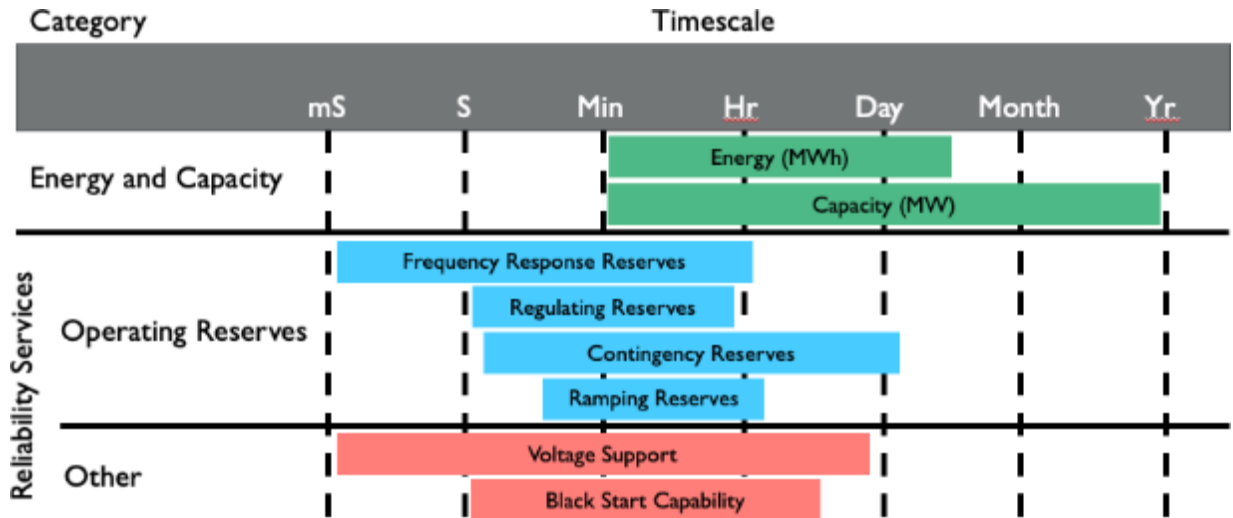 Category Timescale
mS S Min Hr Day Month Yr.
Energy and Capacity
Energy (MWh)
Capacity (MW)
Reliability Services
Operating Reserves
Frequency Response Reserves
Regulating Reserves
Contingency Reserves
Ramping Reserves
Other
Voltage Support
Black Start Capability